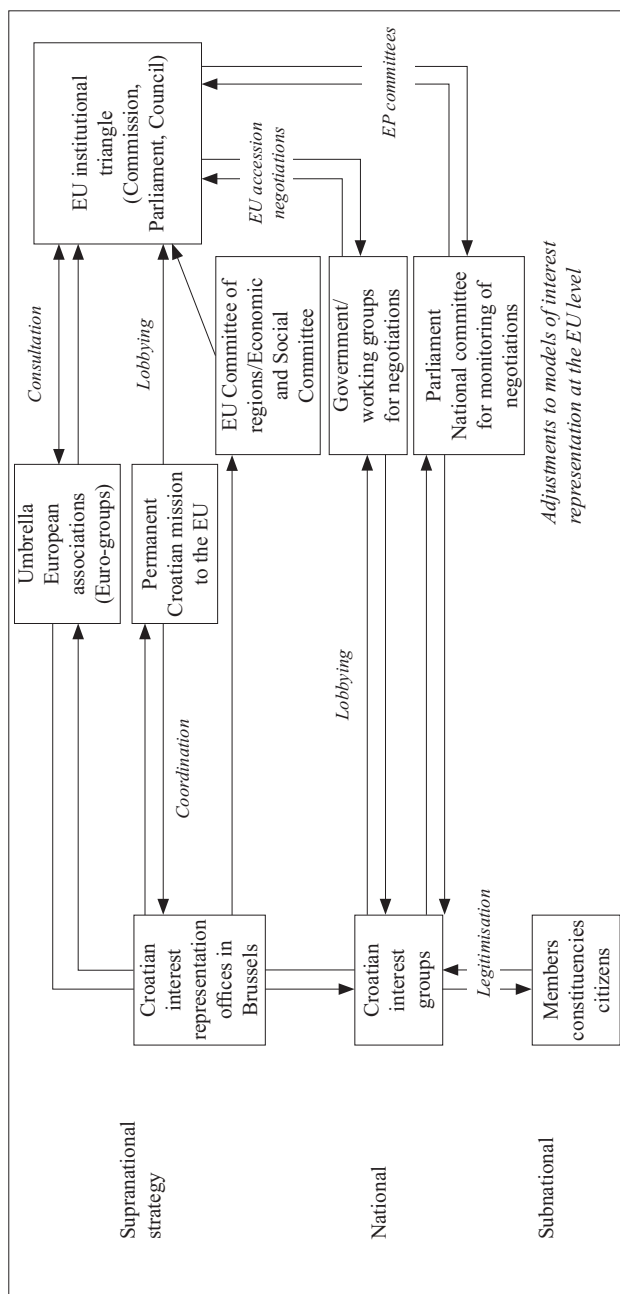 Supranational
strategy
National
Subnational
Croatian
interest
representation
offices in
Brussels
Croatian
interest
groups
Legitimisation
Members
constituencies
citizens
Coordination
Lobbying
Umbrella
European
associations
(Euro-groups)
Permanent
Croatian mission
to the EU
EU Committee of
regions/Economic
and Social
Committee
Government/
working groups
for negotiations
Parliament
National committee
for monitoring of
negotiations
Consultation
Lobbying
EU accession
negotiations
EP committees
EU institutional
triangle
(Commission,
Parliament, Council)
Adjustments to models of interest
representation at the EU level